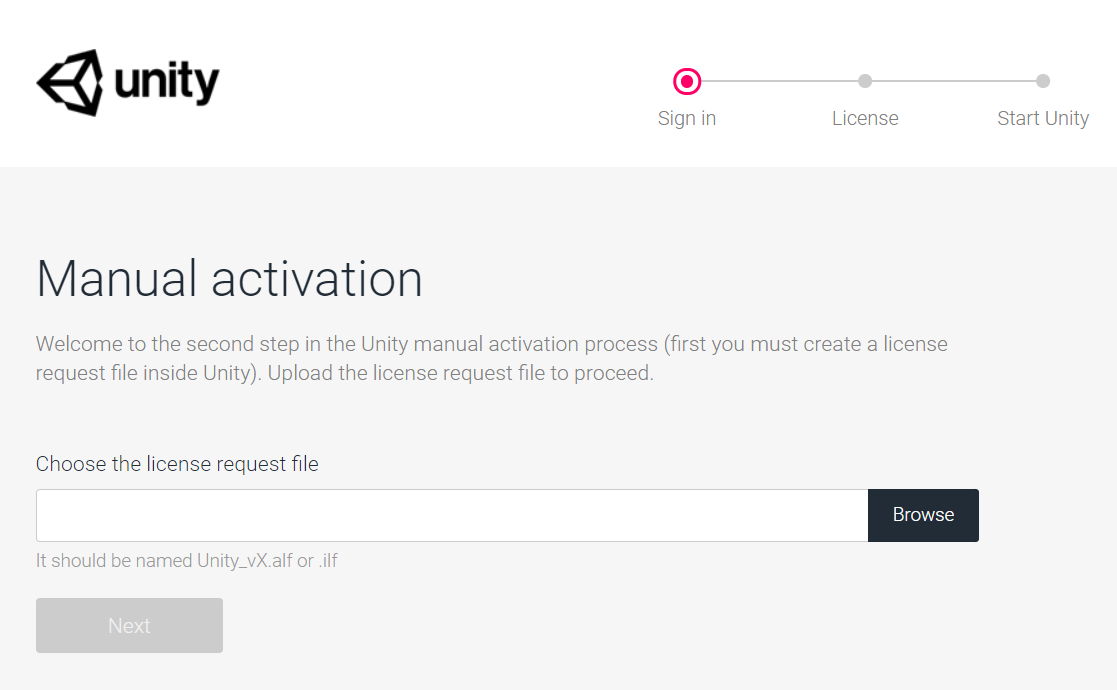 unity
Sign in
License
Start Unity
Manual activation
Welcome to the second step in the Unity manual activation process (first you must create a license
request file inside Unity). Upload the license request file to proceed.
Choose the license request file
Browse
It should be named Unity_vX.alf or .ilf
Next